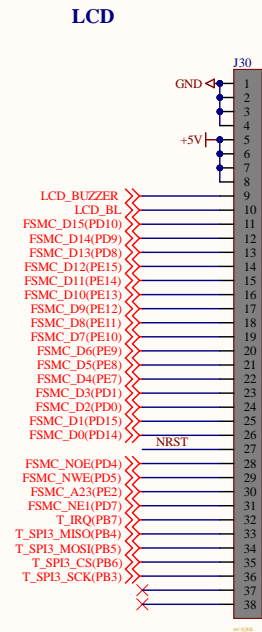 LCD
J30
GND 1
2
3
4
+5V 5
6
7
8
LCD_BUZZER 9
LCD_BL 10
FSMC_D15(PD10) 11
FSMC_D14(PD9) 12
FSMC_D13(PD8) 13
FSMC_D12(PE15) 14
FSMC_D11(PE14) 15
FSMC_D10(PE13) 16
FSMC_D9(PE12) 17
FSMC_D8(PE11) 18
FSMC_D7(PE10) 19
FSMC_D6(PE9) 20
FSMC_D5(PE8) 21
FSMC_D4(PE7) 22
FSMC_D3(PD1) 23
FSMC_D2(PD0) 24
FSMC_D1(PD15) 25
FSMC_D0(PD14) 26
NRST 27
FSMC_NOE(PD4) 28
FSMC_NWE(PD5) 29
FSMC_A23(PE2) 30
FSMC_NE1(PD7) 31
T_IRQ(PB7) 32
T_SPI3_MISO(PB4) 33
T_SPI3_MOSI(PB5) 34
T_SPI3_CS(PB6) 35
T_SPI3_SCK(PB3) 36
37
38